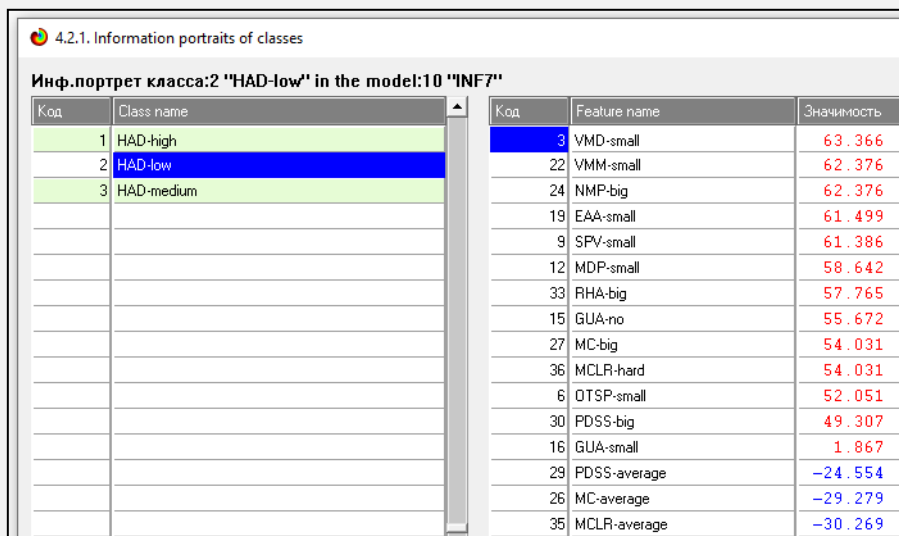 4.2.1. Information portraits of classes
Инф.портрет класса:2 "HAD-low" in the model:10 "INF7"
Код Class name
1 HAD-high
2 HAD-low
3 HAD-medium
Код Feature name Значимость
3 VMD-small 63.366
22 VMM-small 62.376
24 NMP-big 62.376
19 EAA-small 61.499
9 SPV-small 61.386
12 MDP-small 58.642
33 RHA-big 57.765
15 GUA-no 55.672
27 MC-big 54.031
36 MCLR-hard 54.031
6 OTSP-small 52.051
30 PDSS-big 49.307
16 GUA-small 1.867
29 PDSS-average -24.554
26 MC-average -29.279
35 MCLR-average -30.269